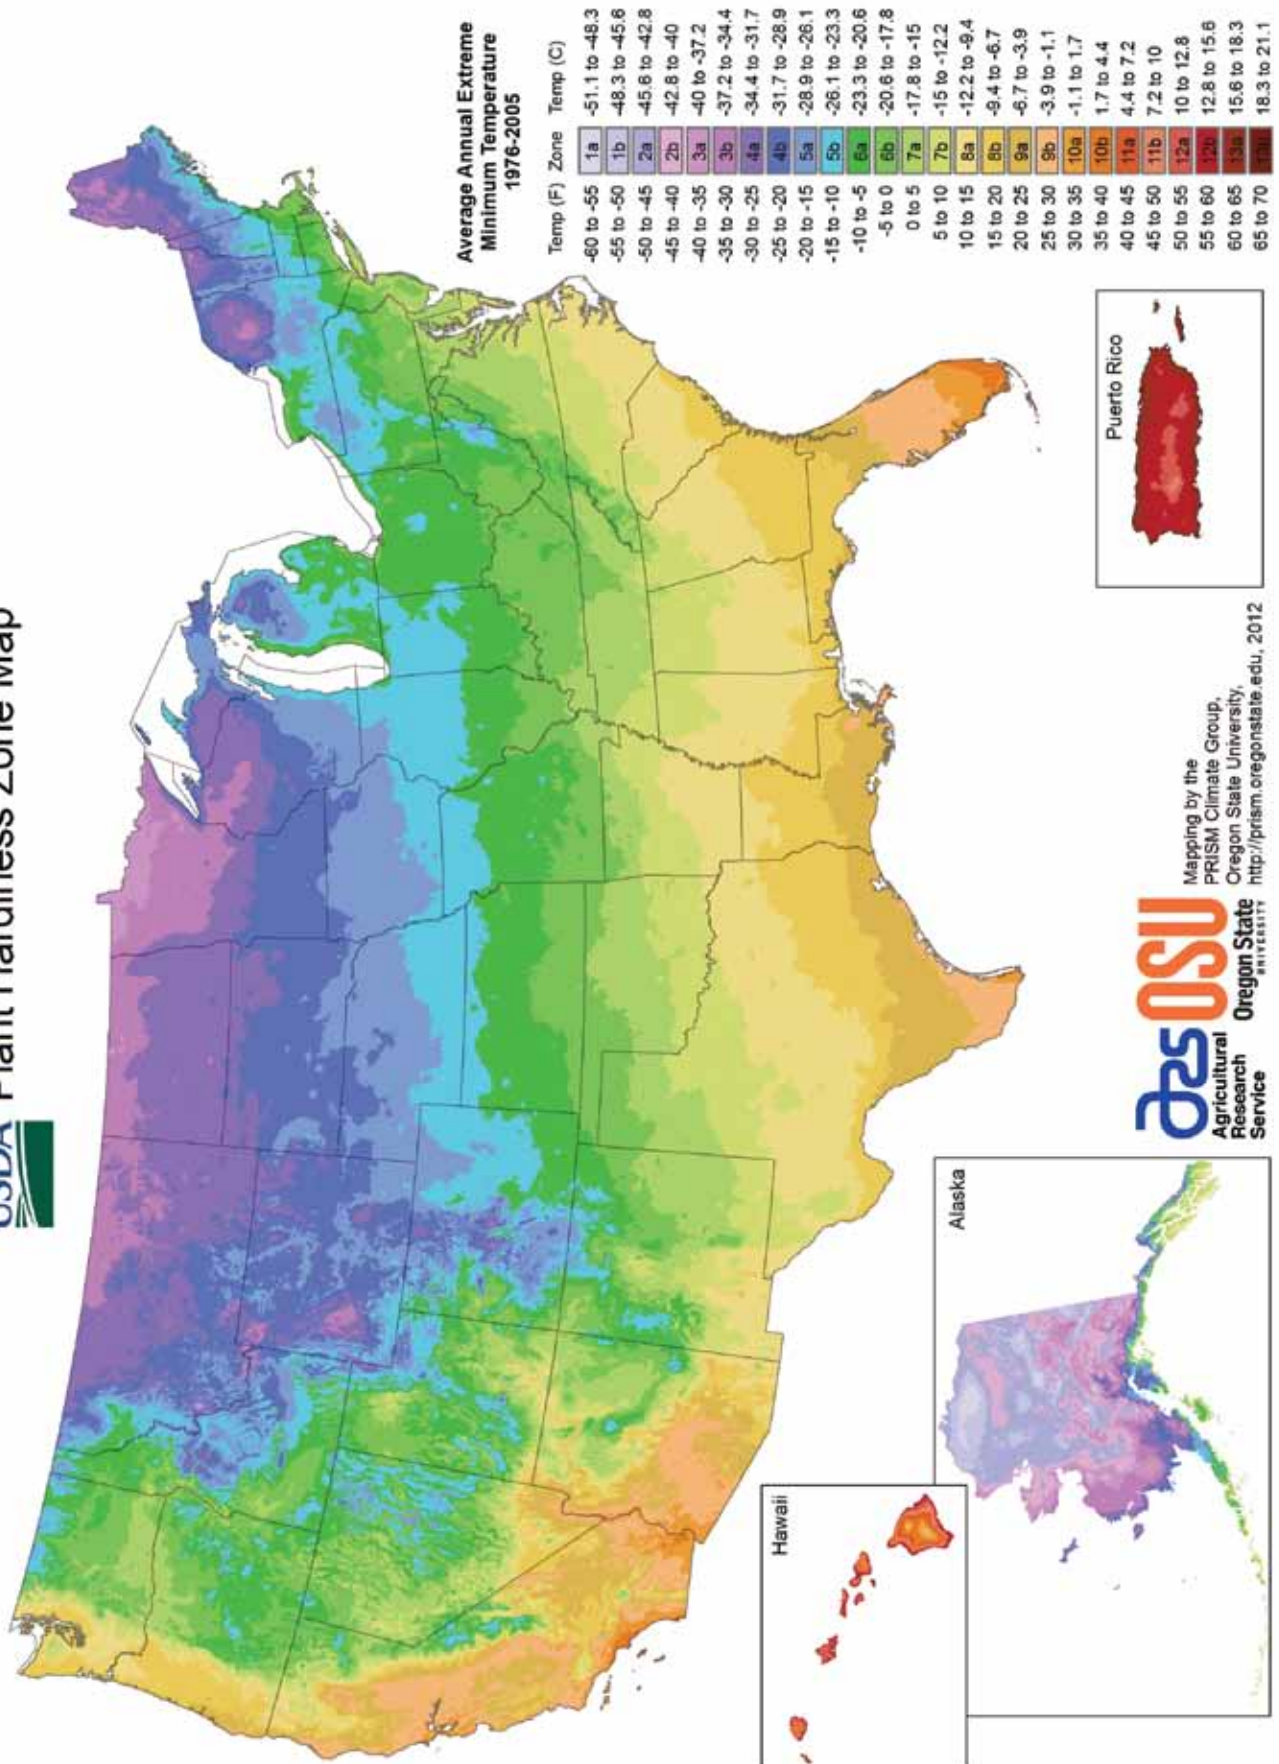 USDA Plant Hardiness Zone Map
Average Annual Extreme
Minimum Temperature
1976-2005
Temp (F) Zone Temp (C)
-60 to -55 1a -51.1 to -48.3
-55 to -50 1b -48.3 to -45.6
-50 to -45 2a -45.6 to -42.8
-45 to -40 2b -42.8 to -40
-40 to -35 3a -40 to -37.2
-35 to -30 3b -37.2 to -34.4
-30 to -25 4a -34.4 to -31.7
-25 to -20 4b -31.7 to -28.9
-20 to -15 5a -28.9 to -26.1
-15 to -10 5b -26.1 to -23.3
-10 to -5 6a -23.3 to -20.6
-5 to 0 6b -20.6 to -17.8
0 to 5 7a -17.8 to -15
5 to 10 7b -15 to -12.2
10 to 15 8a -12.2 to -9.4
15 to 20 8b -9.4 to -6.7
20 to 25 9a -6.7 to -3.9
25 to 30 9b -3.9 to -1.1
30 to 35 10a -1.1 to 1.7
35 to 40 10b 1.7 to 4.4
40 to 45 11a 4.4 to 7.2
45 to 50 11b 7.2 to 10
50 to 55 12a 10 to 12.8
55 to 60 12b 12.8 to 15.6
60 to 65 13a 15.6 to 18.3
65 to 70 13b 18.3 to 21.1
Hawaii
Alaska
Puerto Rico
ars
Agricultural
Research
Service
OSU
Oregon State
UNIVERSITY
Mapping by the
PRISM Climate Group,
Oregon State University,
http://prism.oregonstate.edu, 2012